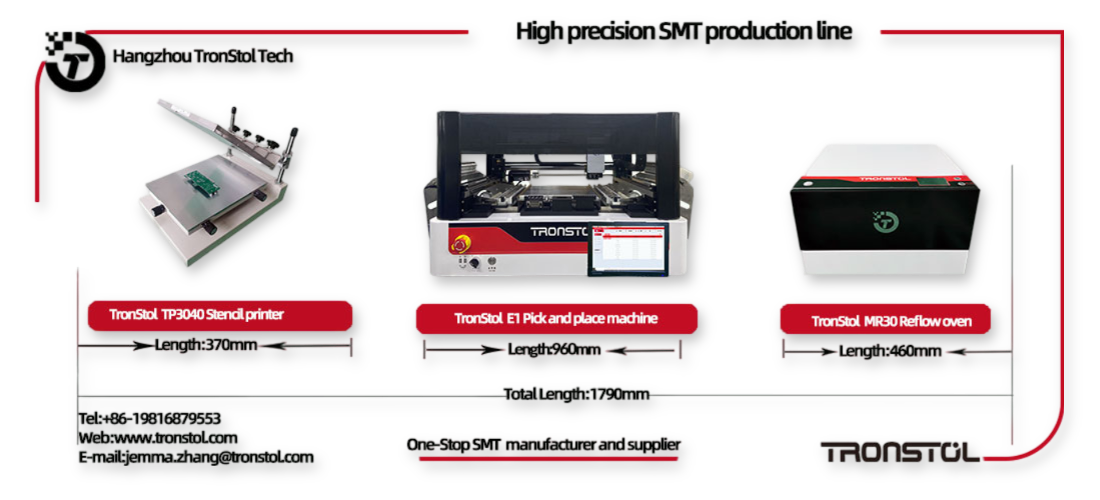 High precision SMT production line
Hangzhou TronStol Tech
TRONSTOL
TRONSTO
TronStol TP3040 Stencil printer
TronStol E1 Pick and place machine
TronStol MR30 Reflow oven
Length:370mm
Length:960mm
Length:460mm
Total Length:1790mm
Tel:+86-19816879553
Web:www.tronstol.com
E-mail:jemma.zhang@tronstol.com
One-Stop SMT manufacturer and supplier
TRONSTOL